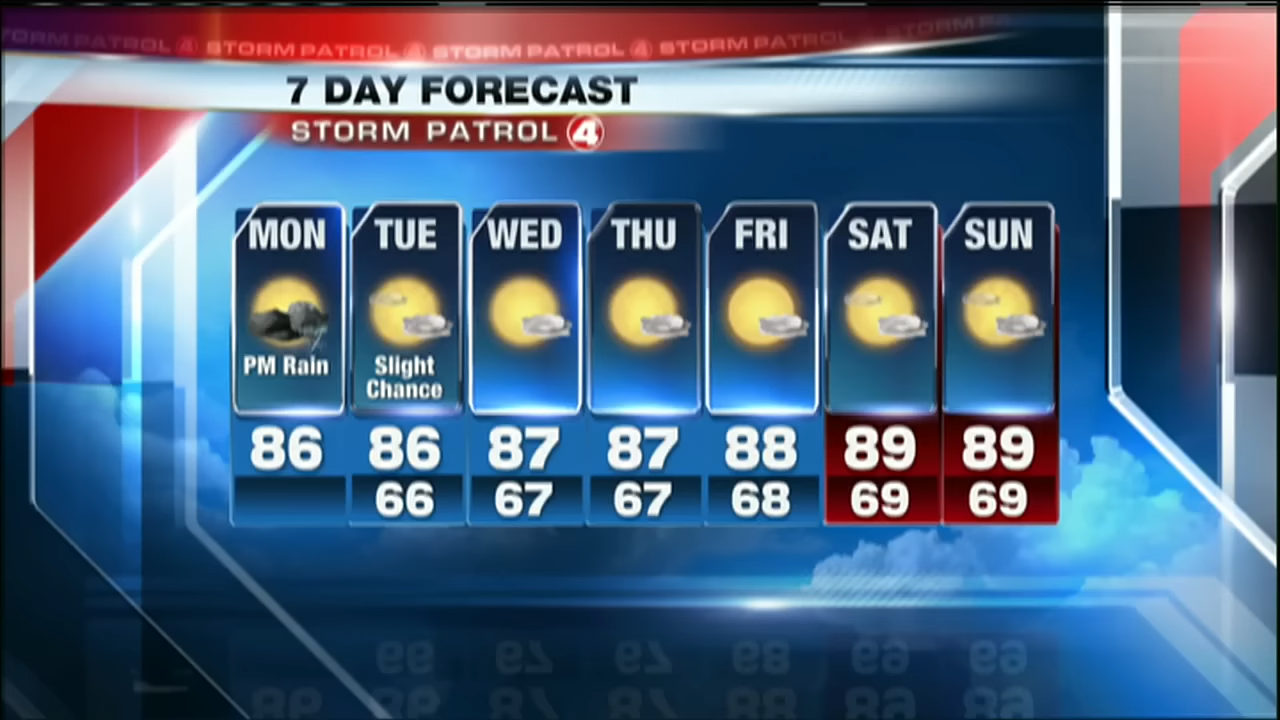 STORM PATROL 4 STORM PATROL 4 STORM PATROL 4 STORM PATROL STORM PA
7 DAY FORECAST
STORM PATROL 4
MON TUE WED THU FRI SAT SUN
PM Rain Slight
Chance
86 86 87 87 88 89 89
66 67 67 68 69 69